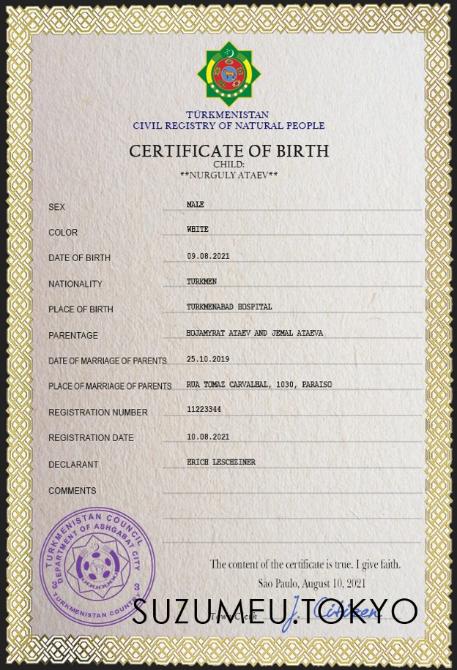 TÜRKMENISTAN
CIVIL REGISTRY OF NATURAL PEOPLE
CERTIFICATE OF BIRTH
CHILD:
**NURGULY ATAEV**
SEX MALE
COLOR WHITE
DATE OF BIRTH 09.08.2021
NATIONALITY TURKMEN
PLACE OF BIRTH TURKMENABAD HOSPITAL
PARENTAGE HOJAMYRAT ATAEV AND JEMAL ATAEVA
DATE OF MARRIAGE OF PARENTS 25.10.2019
PLACE OF MARRIAGE OF PARENTS RUA TOMAZ CARVALHAL, 1030, PARAISO
REGISTRATION NUMBER 11223344
REGISTRATION DATE 10.08.2021
DECLARANT ERICH LESCHZINER
COMMENTS
TURKMENISTAN COUNCIL
DEPARTMENT OF ASHGABAT CITY
3 3
TURKMENISTAN COUNCIL
The content of the certificate is true. I give faith.
São Paulo, August 10, 2021
J. Citizen
SUZUMEU.TOKYO